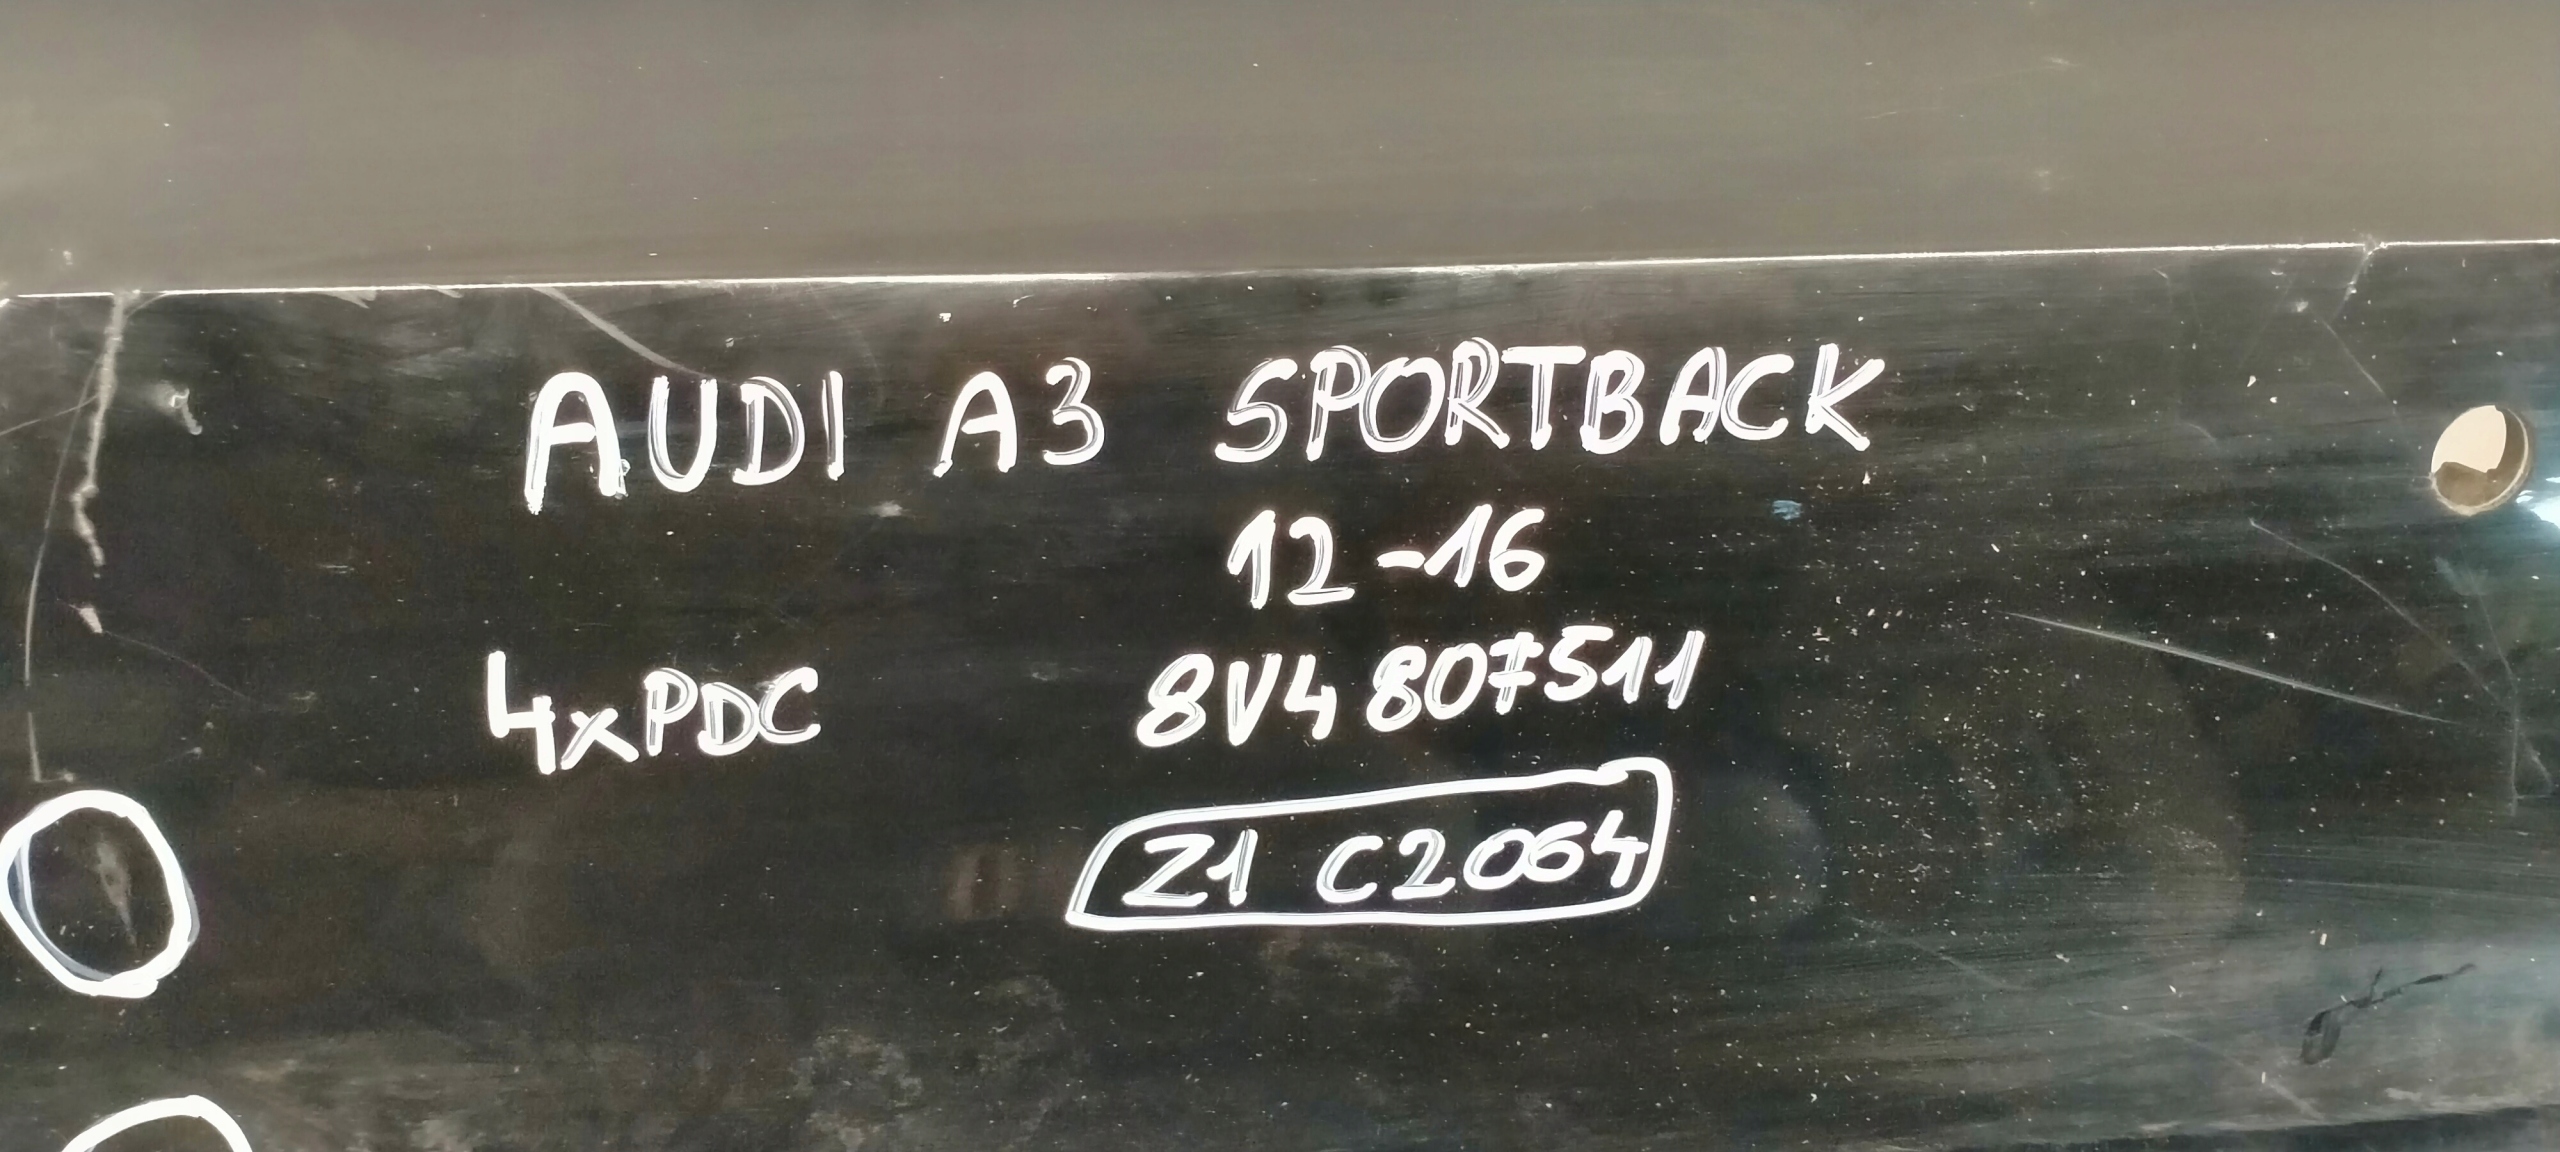 AUDI A3 SPORTBACK
12-16
4xPDC 8V4 807511
Z1 C2064